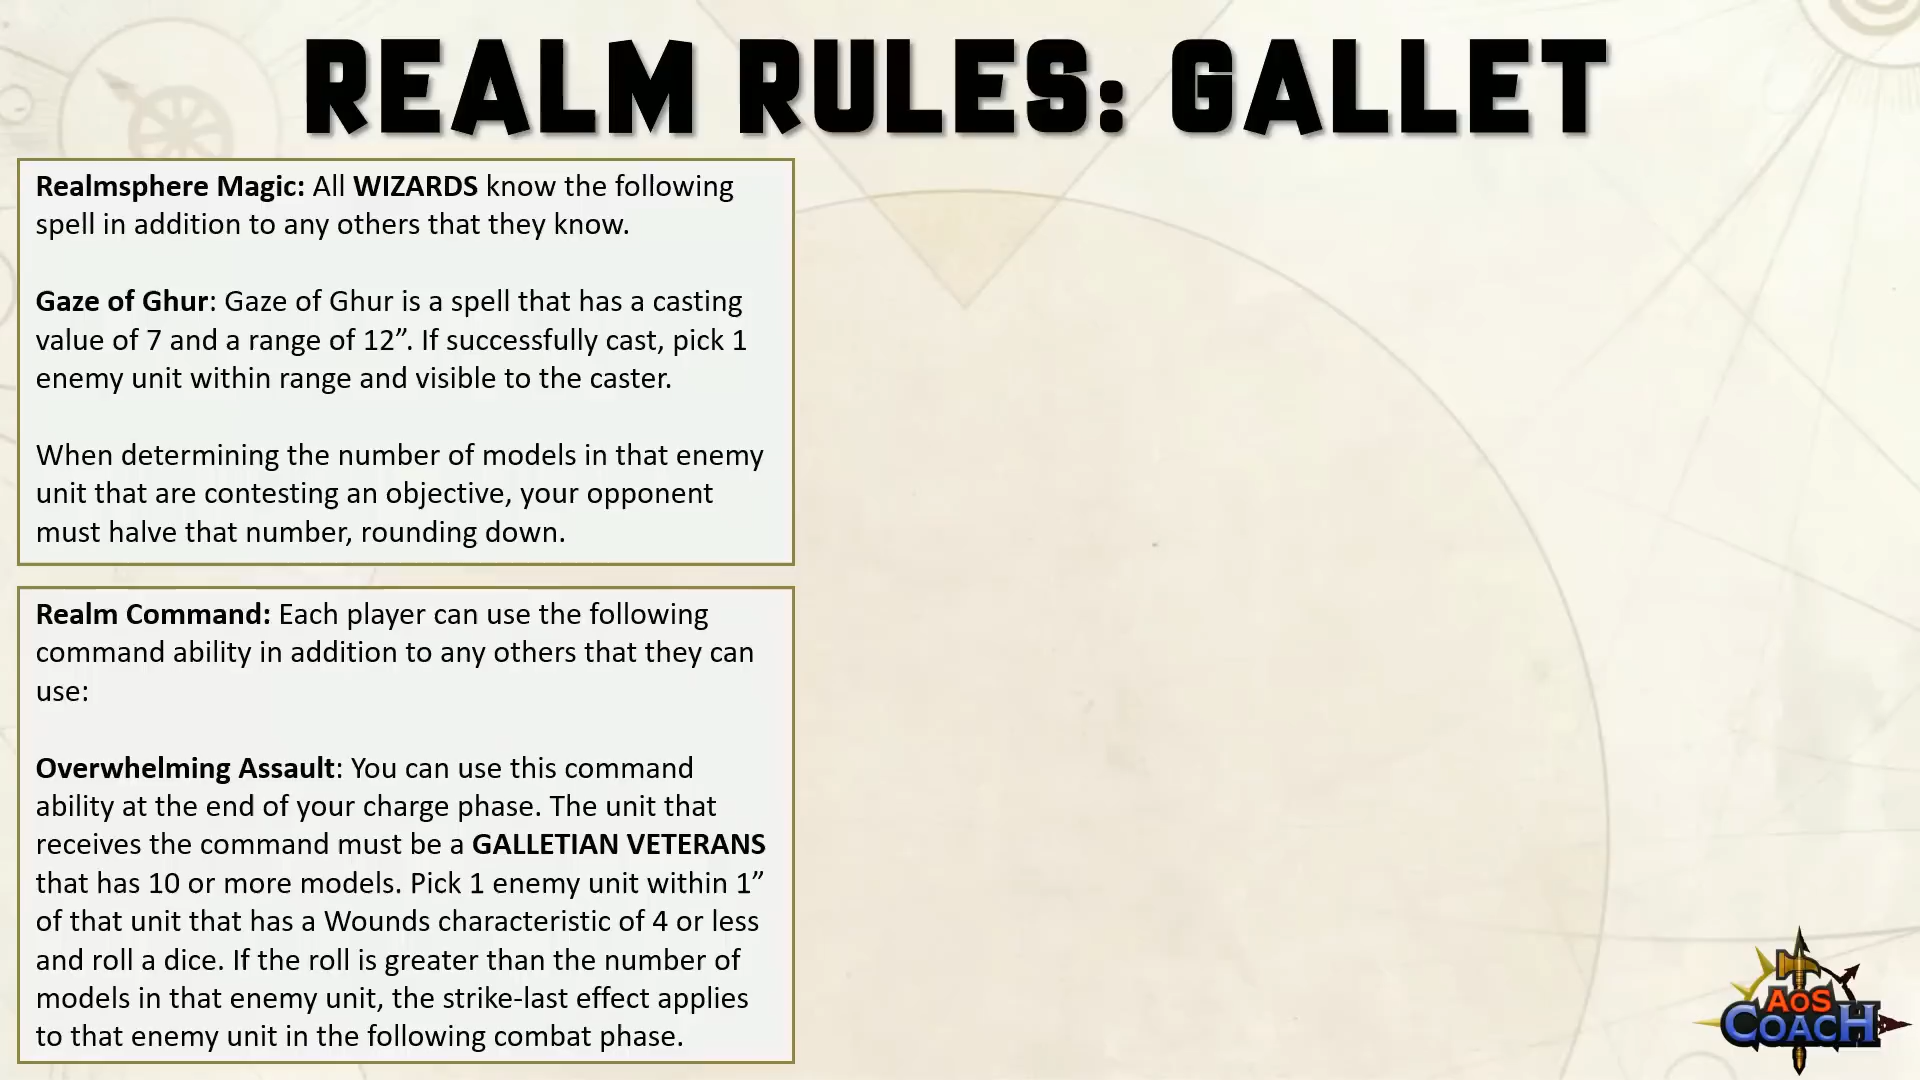 REALM RULES: GALLET
Realmsphere Magic: All WIZARDS know the following
spell in addition to any others that they know.
Gaze of Ghur: Gaze of Ghur is a spell that has a casting
value of 7 and a range of 12”. If successfully cast, pick 1
enemy unit within range and visible to the caster.
When determining the number of models in that enemy
unit that are contesting an objective, your opponent
must halve that number, rounding down.
Realm Command: Each player can use the following
command ability in addition to any others that they can
use:
Overwhelming Assault: You can use this command
ability at the end of your charge phase. The unit that
receives the command must be a GALLETIAN VETERANS
that has 10 or more models. Pick 1 enemy unit within 1”
of that unit that has a Wounds characteristic of 4 or less
and roll a dice. If the roll is greater than the number of
models in that enemy unit, the strike-last effect applies
to that enemy unit in the following combat phase.
AoS
COACH